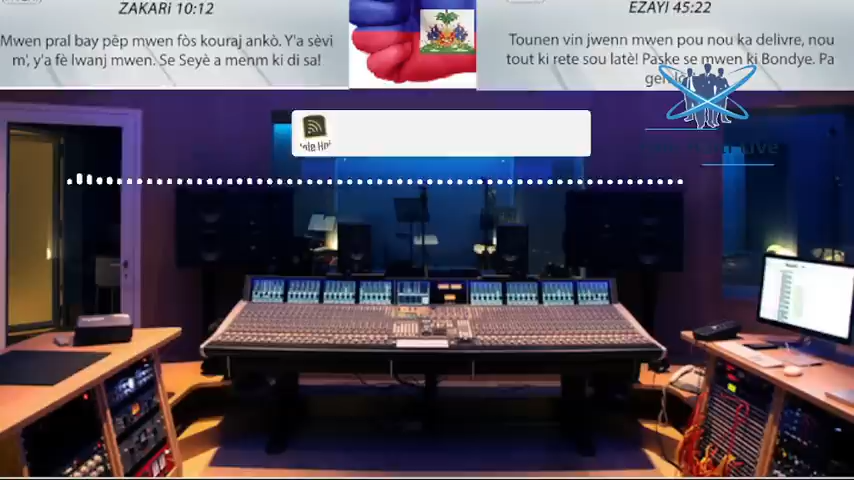 ZAKARi 10:12
Mwen pral bay pèp mwen fòs kouraj ankò. Y'a sèvi
m', y'a fè lwanj mwen. Se Seyè a menm ki di sa!
EZAYI 45:22
Tounen vin jwenn mwen pou nou ka delivre, nou
tout ki rete sou latè! Paske se mwen ki Bondye. Pa
Live